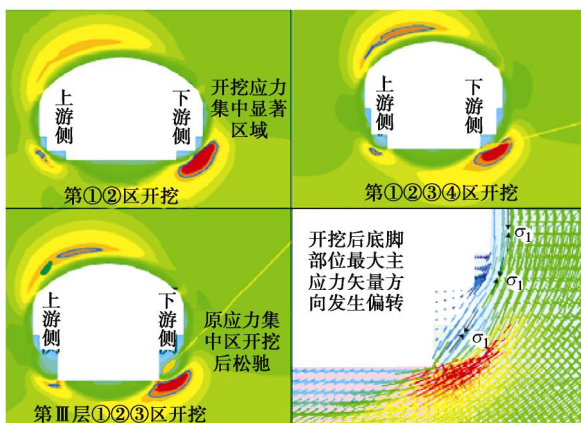 上游侧
下游侧
开挖应力
集中显著
区域
第①②区开挖
上游侧
下游侧
第①②③④区开挖
上游侧
下游侧
原应力集
中区开挖
后松驰
第Ⅲ层①②③区开挖
开挖后底脚
部位最大主
应力矢量方
向发生偏转
σ₁
σ₁
σ₁